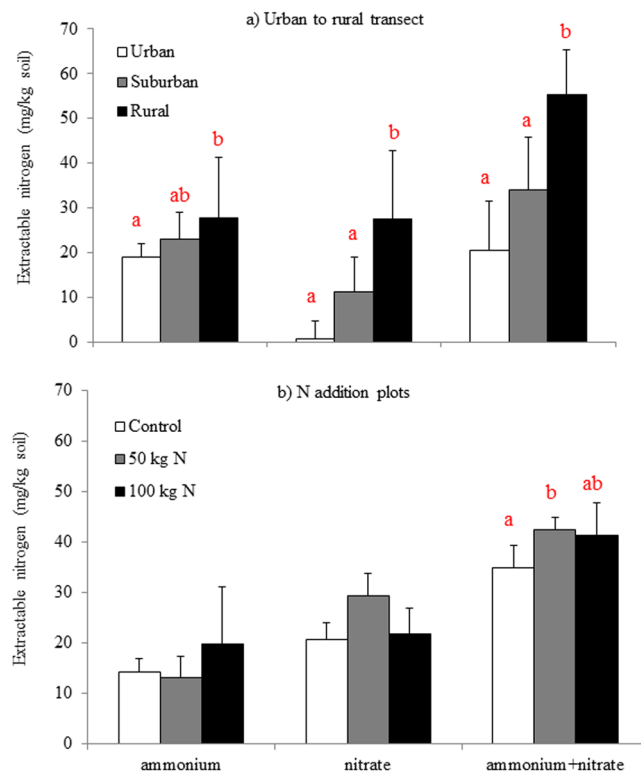 a) Urban to rural transect
Extractable nitrogen (mg/kg soil)
70
60
50
40
30
20
10
0
Urban
Suburban
Rural
a
ab
b
a
a
b
a
a
b
b) N addition plots
Extractable nitrogen (mg/kg soil)
70
60
50
40
30
20
10
0
Control
50 kg N
100 kg N
a
b
ab
ammonium
nitrate
ammonium+nitrate